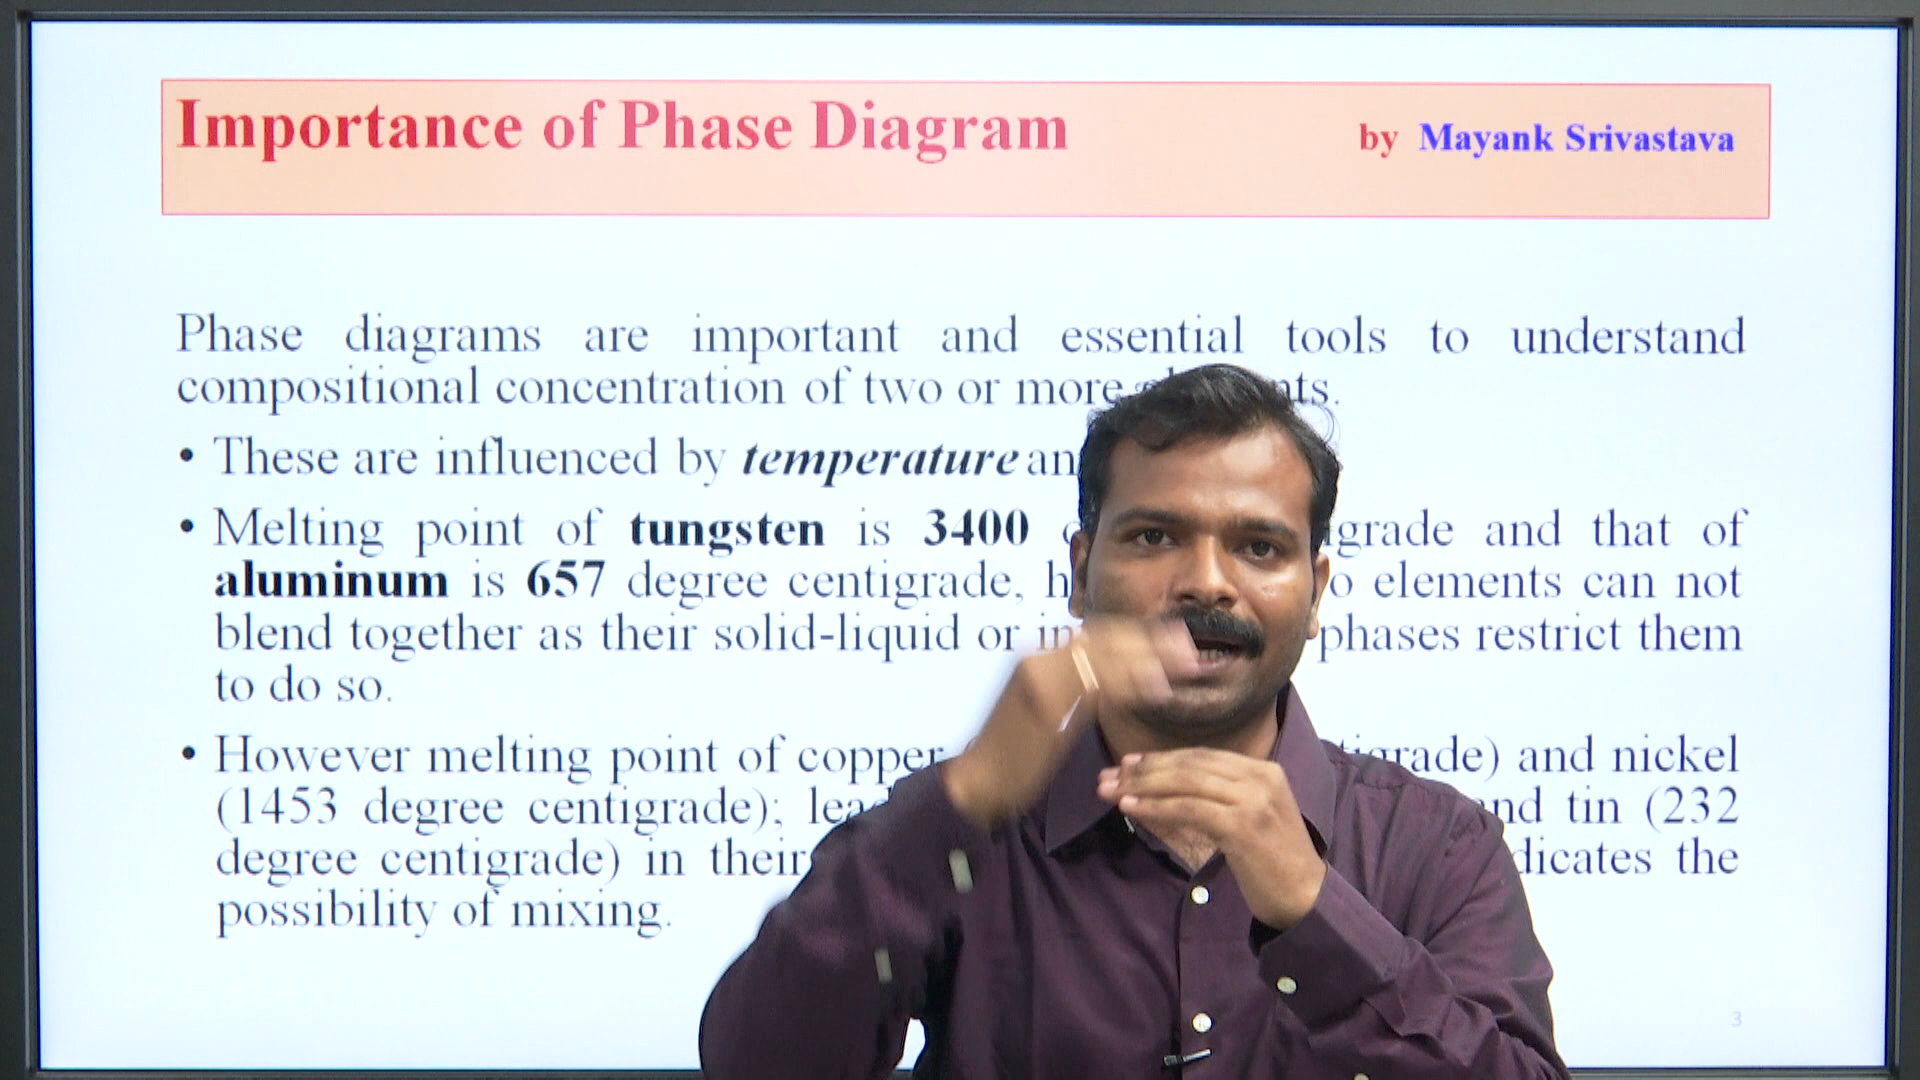 Importance of Phase Diagram by Mayank Srivastava
Phase diagrams are important and essential tools to understand
compositional concentration of two or more
These are influenced by temperature
• Melting point of tungsten is 3400 and that of
aluminum is 657 degree centigrade, elements can not
blend together as their solid-liquid or phases restrict them
to do so.
• However melting point of copper and nickel
(1453 degree centigrade); and tin (232
degree centigrade) in their the
possibility of mixing.
3